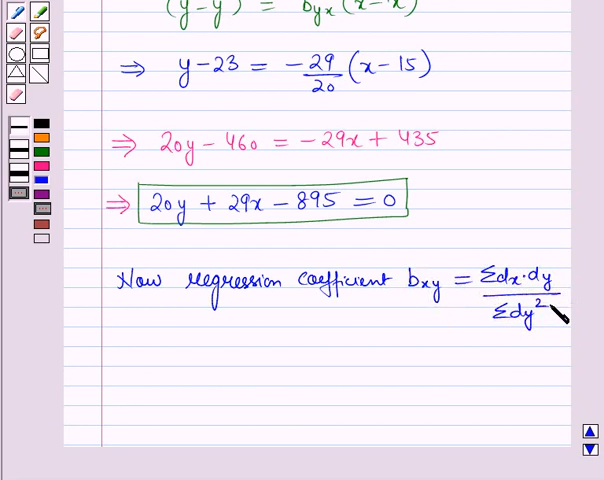 (y - ȳ) = byx (x - x̄)
⇒ y - 23 = -29/20 (x - 15)
⇒ 20y - 460 = -29x + 435
⇒ 20y + 29x - 895 = 0
Now regression coefficient bxy = Σdx·dy / Σdy²